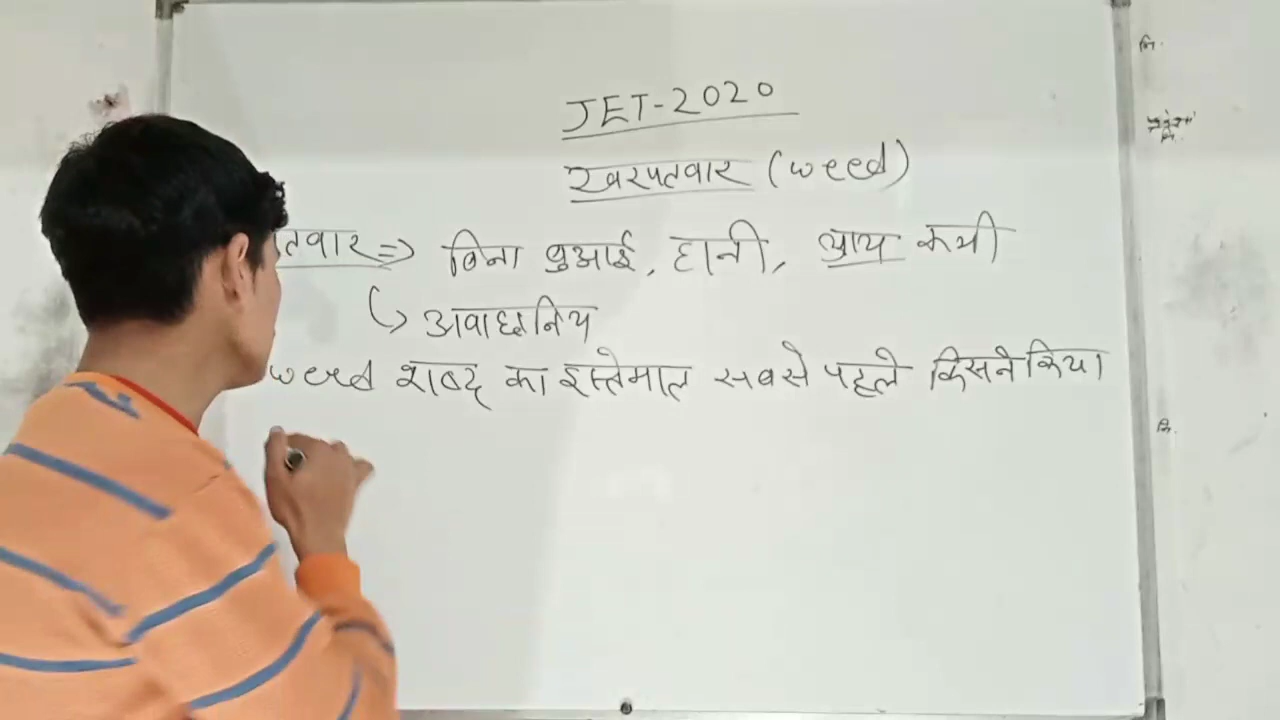 JET-2020
खरपतवार (weed)
तवार => बिना बुआई, हानी, प्राय कमी
↳ अवाछनिय
weed शब्द का इस्तेमाल सबसे पहले किसने किया
नि.